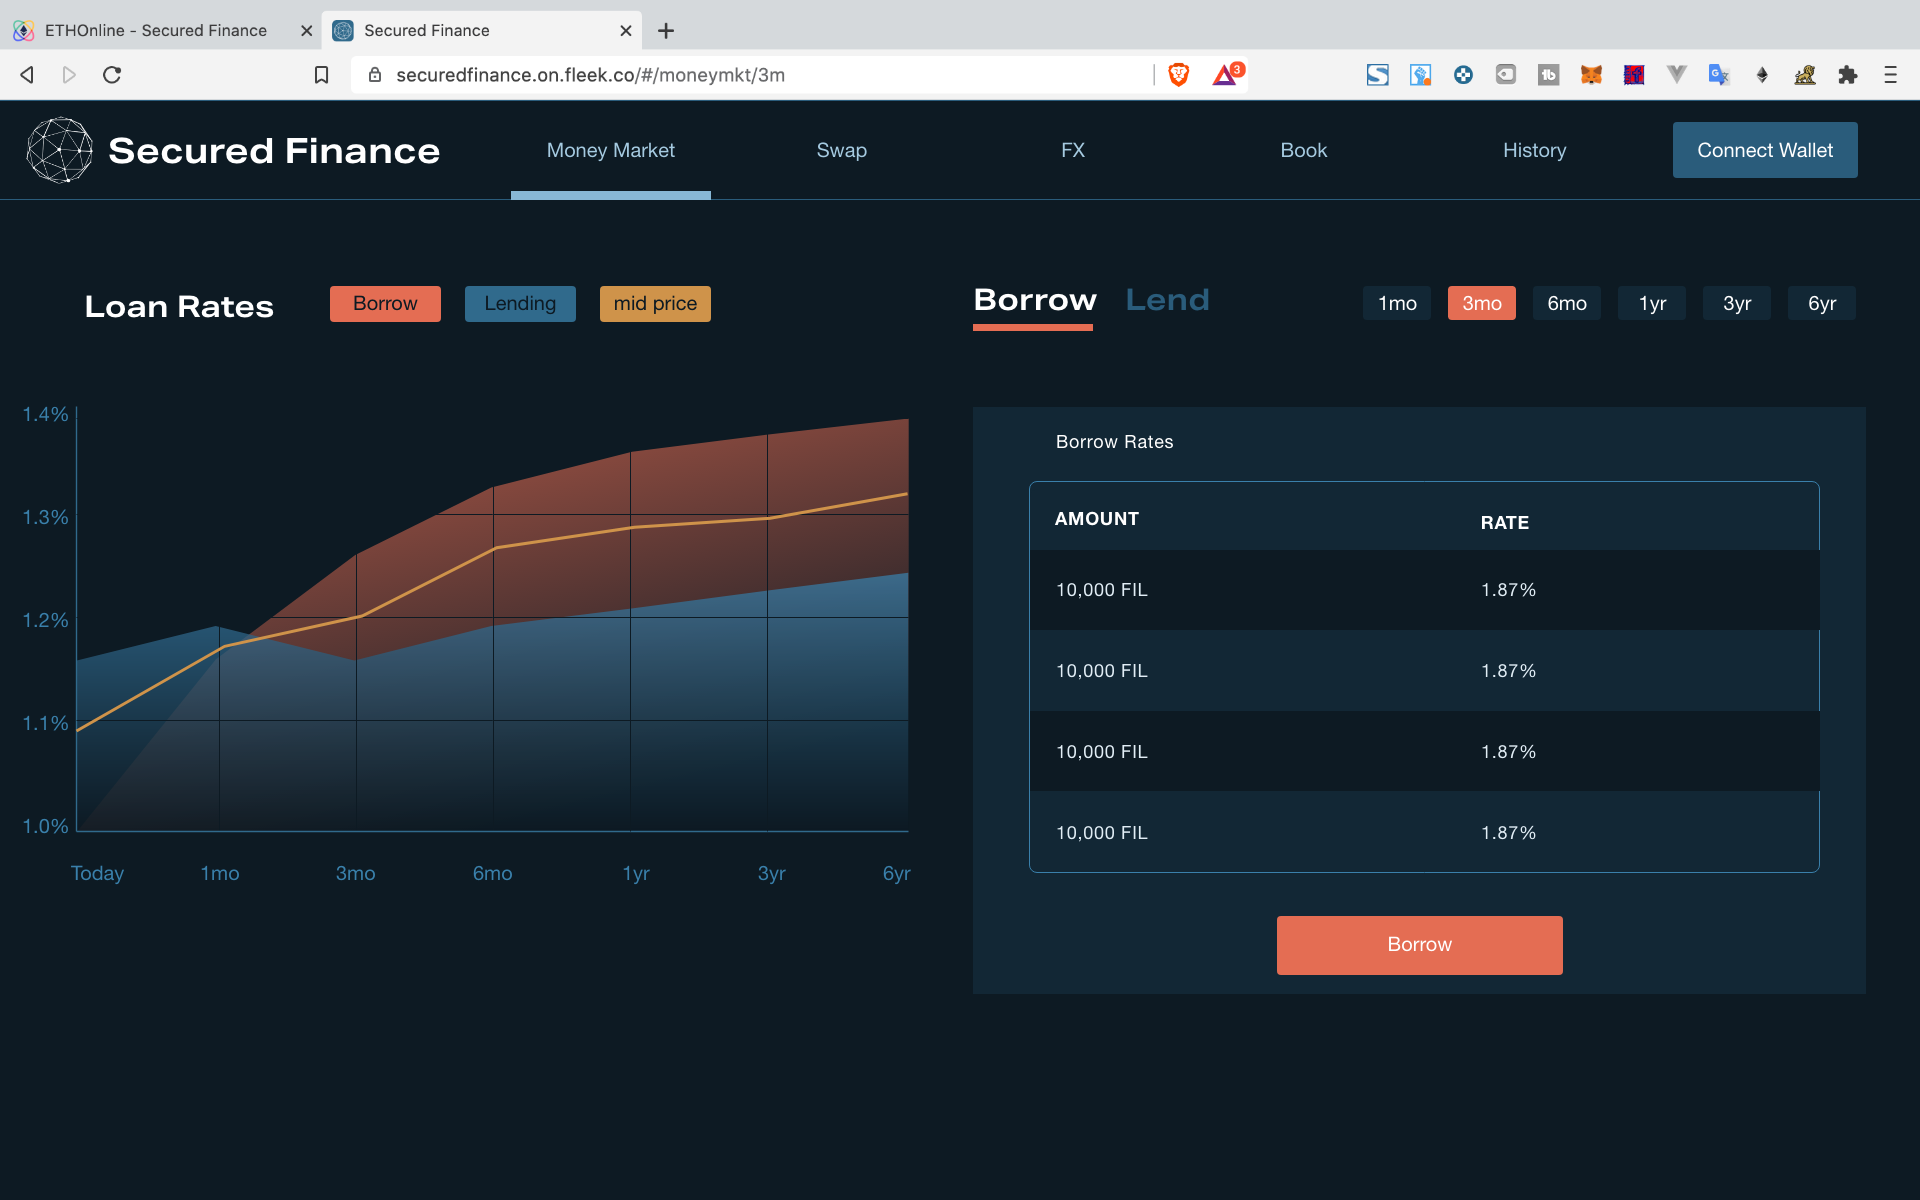 ETHOnline - Secured Finance
Secured Finance
securedfinance.on.fleek.co/#/moneymkt/3m
3
Secured Finance
Money Market
Swap
FX
Book
History
Connect Wallet
Loan Rates
Borrow
Lending
mid price
Borrow
Lend
1mo
3mo
6mo
1yr
3yr
6yr
1.4%
1.3%
1.2%
1.1%
1.0%
Today
1mo
3mo
6mo
1yr
3yr
6yr
Borrow Rates
AMOUNT
RATE
10,000 FIL
1.87%
10,000 FIL
1.87%
10,000 FIL
1.87%
10,000 FIL
1.87%
Borrow